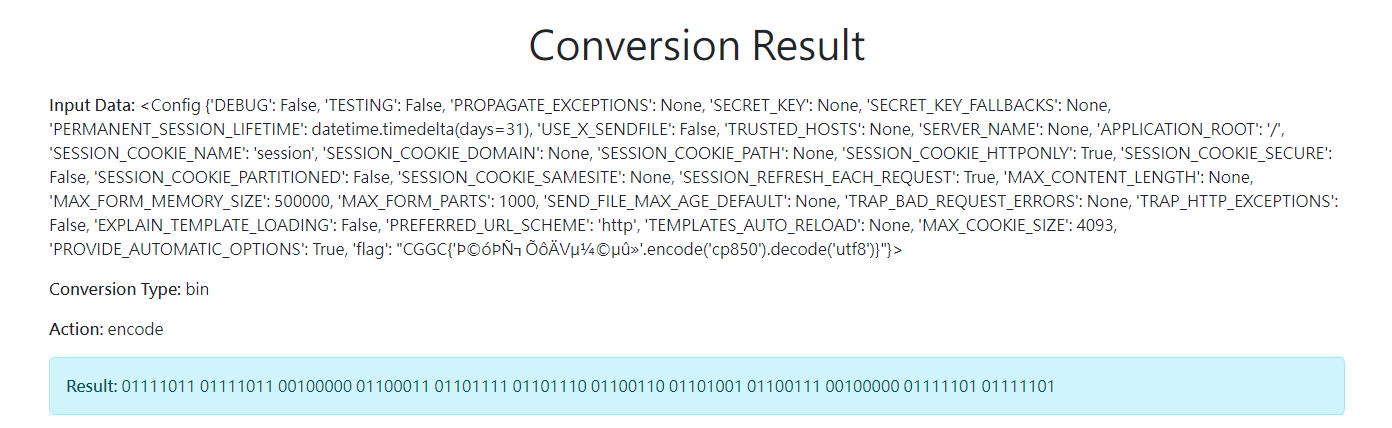 Conversion Result
Input Data: <Config {'DEBUG': False, 'TESTING': False, 'PROPAGATE_EXCEPTIONS': None, 'SECRET_KEY': None, 'SECRET_KEY_FALLBACKS': None,
'PERMANENT_SESSION_LIFETIME': datetime.timedelta(days=31), 'USE_X_SENDFILE': False, 'TRUSTED_HOSTS': None, 'SERVER_NAME': None, 'APPLICATION_ROOT': '/',
'SESSION_COOKIE_NAME': 'session', 'SESSION_COOKIE_DOMAIN': None, 'SESSION_COOKIE_PATH': None, 'SESSION_COOKIE_HTTPONLY': True, 'SESSION_COOKIE_SECURE':
False, 'SESSION_COOKIE_PARTITIONED': False, 'SESSION_COOKIE_SAMESITE': None, 'SESSION_REFRESH_EACH_REQUEST': True, 'MAX_CONTENT_LENGTH': None,
'MAX_FORM_MEMORY_SIZE': 500000, 'MAX_FORM_PARTS': 1000, 'SEND_FILE_MAX_AGE_DEFAULT': None, 'TRAP_BAD_REQUEST_ERRORS': None, 'TRAP_HTTP_EXCEPTIONS':
False, 'EXPLAIN_TEMPLATE_LOADING': False, 'PREFERRED_URL_SCHEME': 'http', 'TEMPLATES_AUTO_RELOAD': None, 'MAX_COOKIE_SIZE': 4093,
'PROVIDE_AUTOMATIC_OPTIONS': True, 'flag': "CGGC{'Þ©óÞÑ┐ÕôÄVµ¼©µû»'.encode('cp850').decode('utf8')}"}>
Conversion Type: bin
Action: encode
Result: 01111011 01111011 00100000 01100011 01101111 01101110 01100110 01101001 01100111 00100000 01111101 01111101